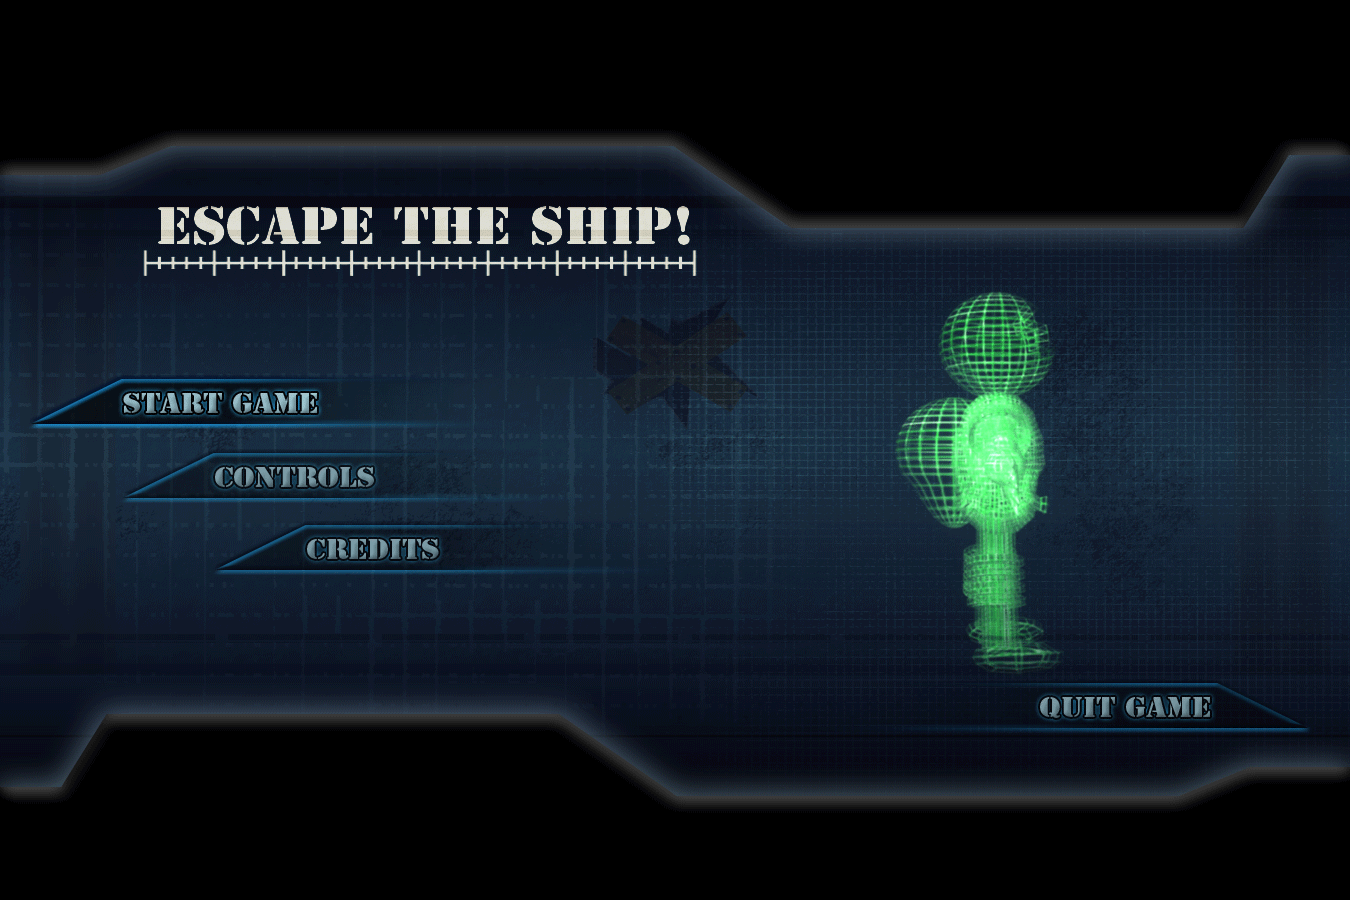 ESCAPE THE SHIP!
START GAME
CONTROLS
CREDITS
QUIT GAME